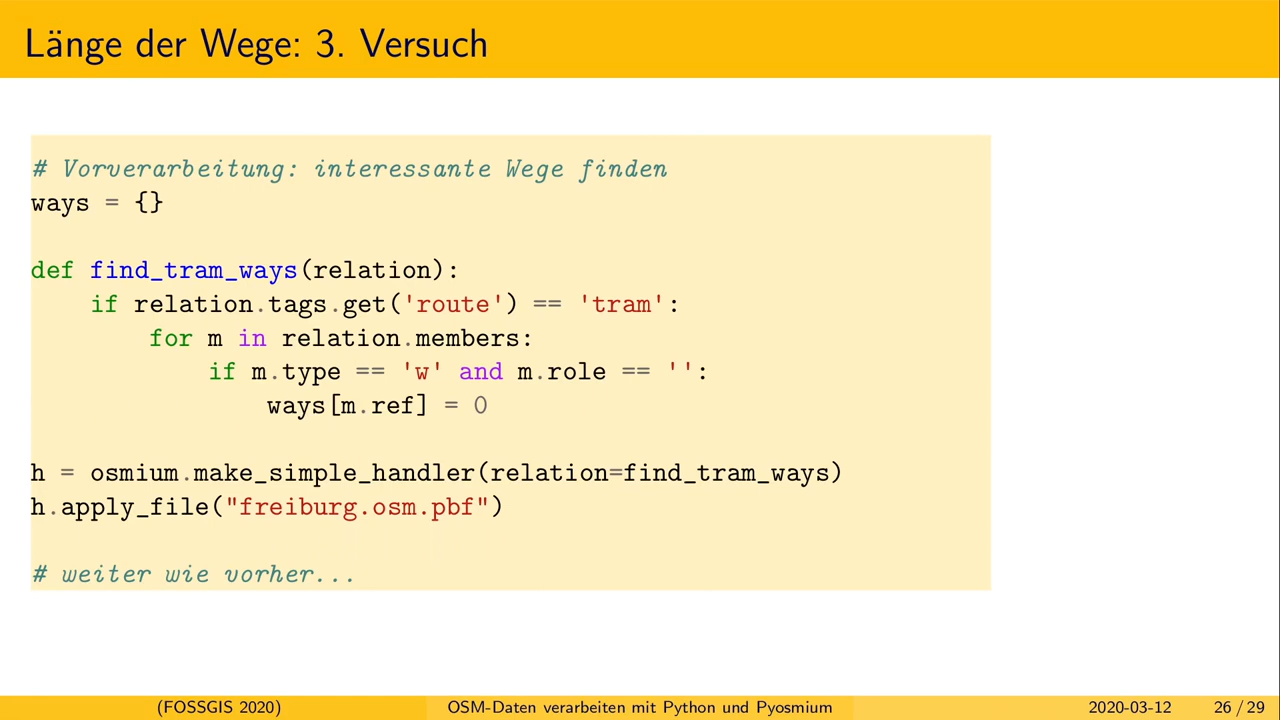 Länge der Wege: 3. Versuch
# Vorverarbeitung: interessante Wege finden
ways = {}
def find_tram_ways(relation):
    if relation.tags.get('route') == 'tram':
        for m in relation.members:
            if m.type == 'w' and m.role == '':
                ways[m.ref] = 0
h = osmium.make_simple_handler(relation=find_tram_ways)
h.apply_file("freiburg.osm.pbf")
# weiter wie vorher...
(FOSSGIS 2020) OSM-Daten verarbeiten mit Python und Pyosmium 2020-03-12 26 / 29